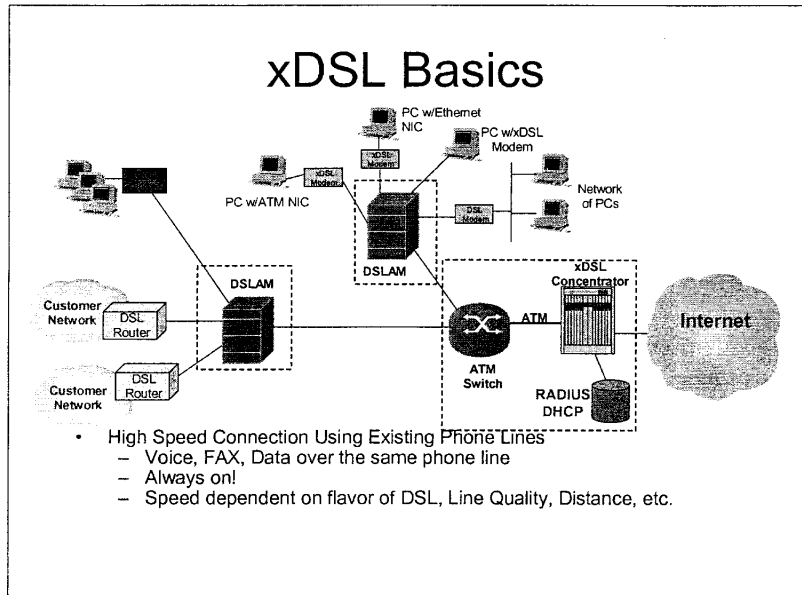 xDSL Basics
PC w/Ethernet
NIC
xDSL
Modem
PC w/xDSL
Modem
xDSL
Modem
PC w/ATM NIC
DSL
Modem
Network
of PCs
DSLAM
xDSL
Concentrator
DSLAM
Customer
Network
DSL
Router
ATM
Switch
ATM
Internet
Customer
Network
DSL
Router
RADIUS
DHCP
• High Speed Connection Using Existing Phone Lines
– Voice, FAX, Data over the same phone line
– Always on!
– Speed dependent on flavor of DSL, Line Quality, Distance, etc.